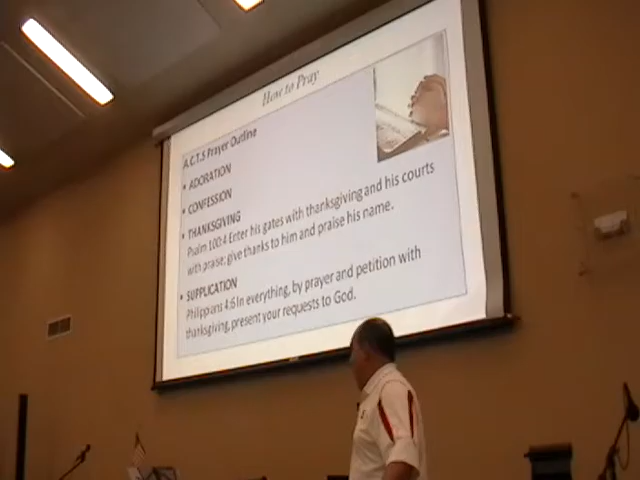 How to Pray
A.C.T.S Prayer Outline
• ADORATION
• CONFESSION
• THANKSGIVING
Psalm 100:4 Enter his gates with thanksgiving and his courts
with praise; give thanks to him and praise his name.
• SUPPLICATION
Philippians 4:6 In everything, by prayer and petition with
thanksgiving, present your requests to God.